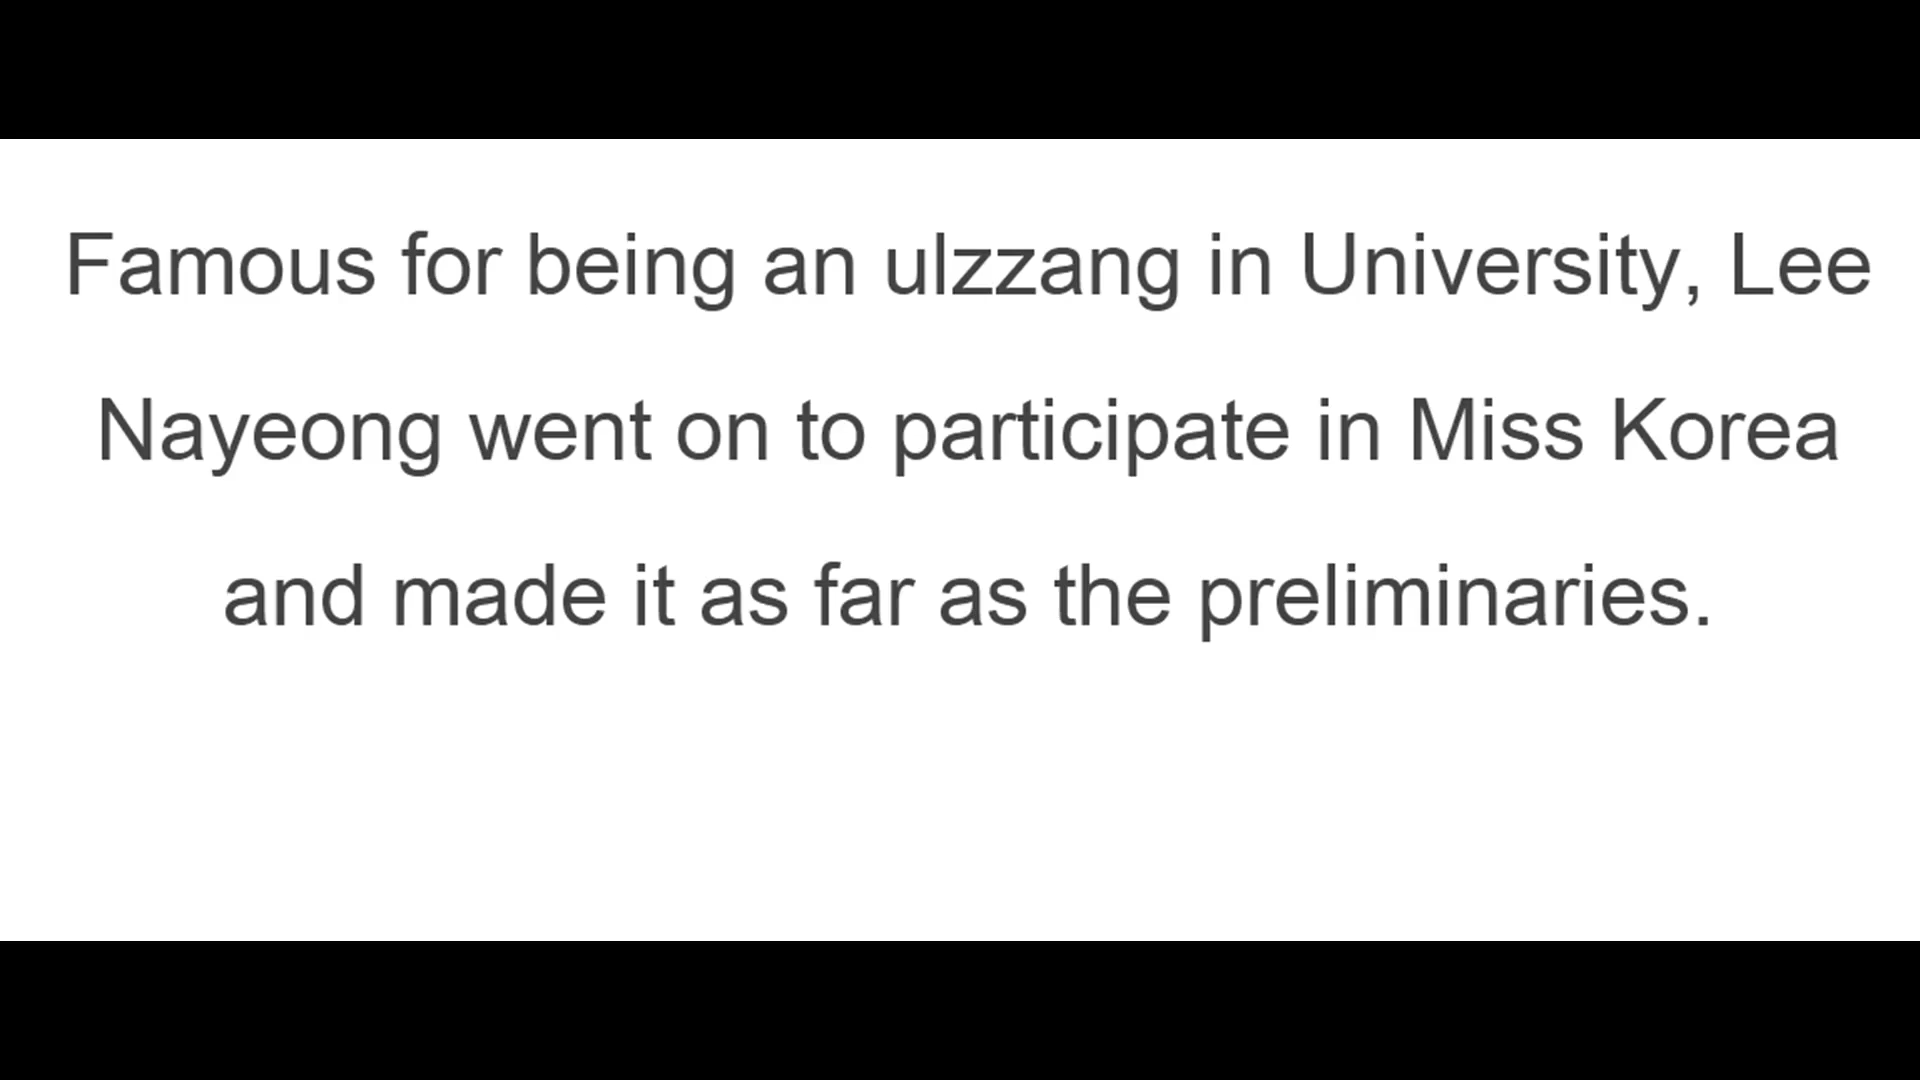 Famous for being an ulzzang in University, Lee
Nayeong went on to participate in Miss Korea
and made it as far as the preliminaries.